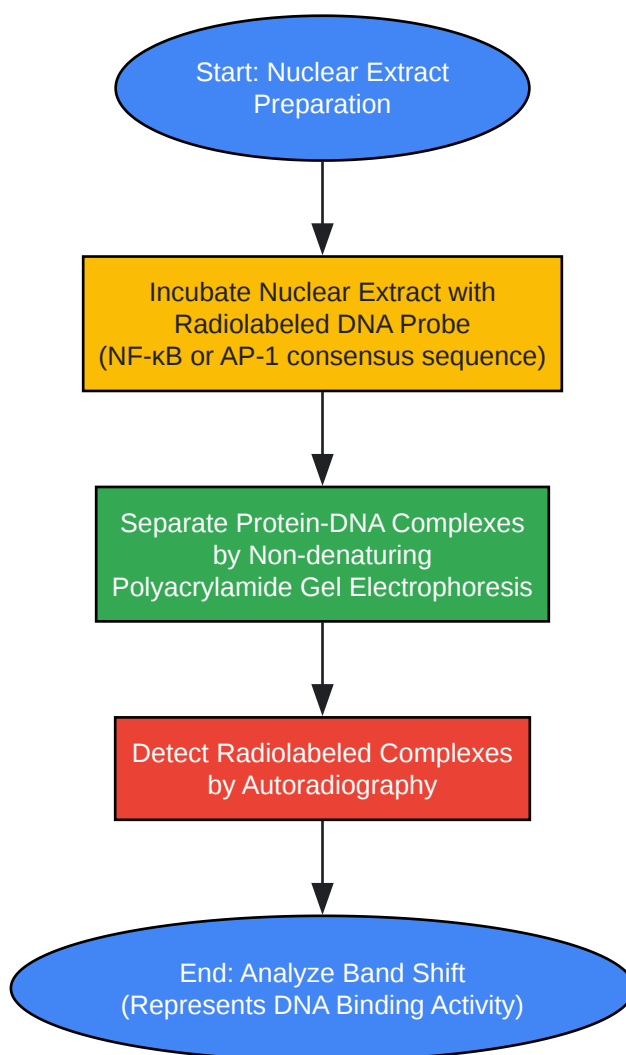 Start: Nuclear Extract
Preparation
Incubate Nuclear Extract with
Radiolabeled DNA Probe
(NF-κB or AP-1 consensus sequence)
Separate Protein-DNA Complexes
by Non-denaturing
Polyacrylamide Gel Electrophoresis
Detect Radiolabeled Complexes
by Autoradiography
End: Analyze Band Shift
(Represents DNA Binding Activity)